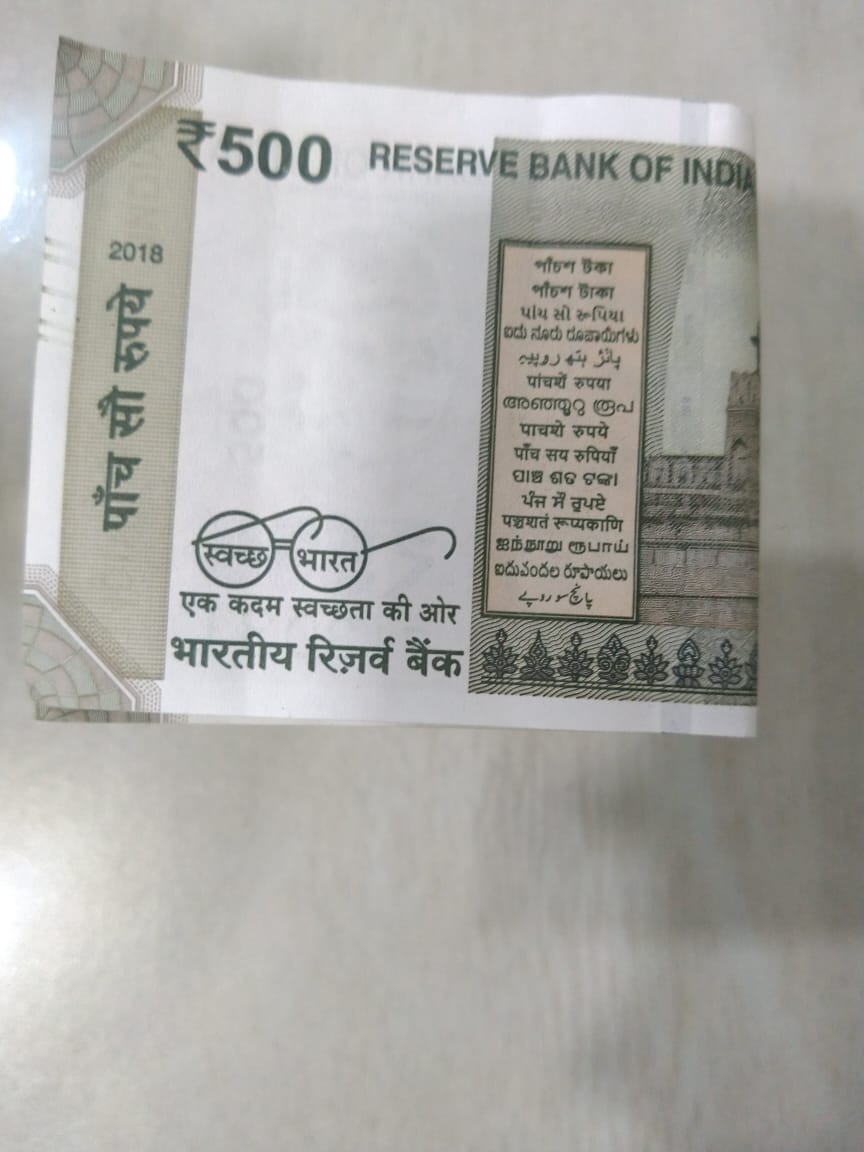 ₹500 RESERVE BANK OF INDIA
2018
पाँच सौ रुपये
পাঁচশ টকা
পাঁচশ টাকা
પાંચ સો રૂપિયા
ಐದು ನೂರು ರೂಪಾಯಿಗಳು
پانژ ہتھ روپیہ
पांचशें रुपया
അഞ്ഞൂറു രൂപ
पाचशे रुपये
पाँच सय रुपियाँ
ପାଞ୍ଚ ଶତ ଟଙ୍କା
ਪੰਜ ਸੌ ਰੁਪਏ
पञ्चशतं रूप्यकाणि
ஐந்நூறு ரூபாய்
ఐదువందల రూపాయలు
پانچ سو روپے
स्वच्छ भारत
एक कदम स्वच्छता की ओर
भारतीय रिज़र्व बैंक